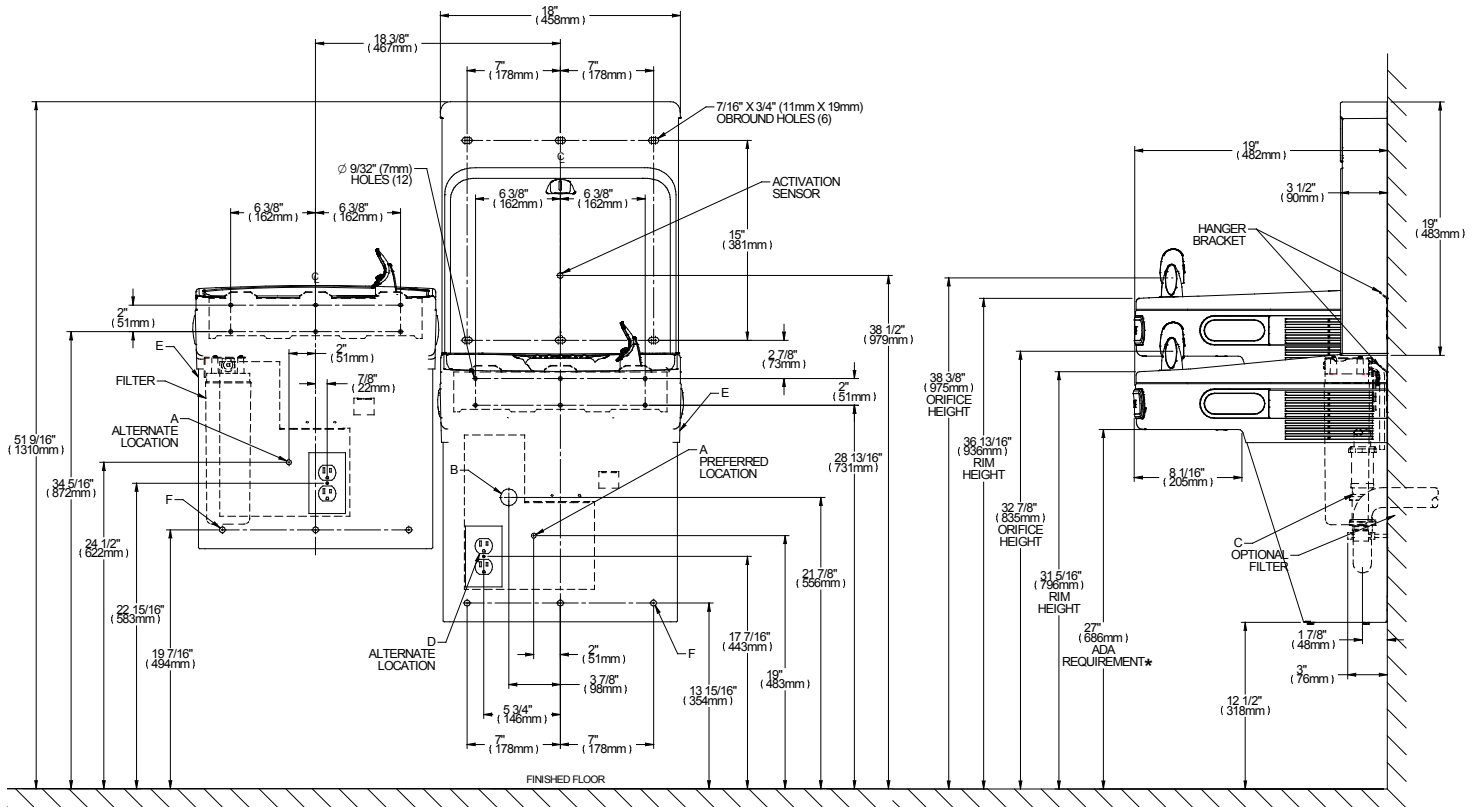 18"
(458mm)
18 3/8"
(467mm)
7"
(178mm)
7"
(178mm)
7/16" X 3/4" (11mm X 19mm)
OBROUND HOLES (6)
℄
Ø 9/32" (7mm)
HOLES (12)
ACTIVATION
SENSOR
6 3/8"
(162mm)
6 3/8"
(162mm)
6 3/8"
(162mm)
6 3/8"
(162mm)
15"
(381mm)
℄
2"
(51mm)
E
FILTER
A
ALTERNATE
LOCATION
2"
(51mm)
7/8"
(22mm)
2 7/8"
(73mm)
2"
(51mm)
E
38 1/2"
(979mm)
51 9/16"
(1310mm)
34 5/16"
(872mm)
F
24 1/2"
(622mm)
22 15/16"
(583mm)
19 7/16"
(494mm)
B
A
PREFERRED
LOCATION
28 13/16"
(731mm)
21 7/8"
(556mm)
D
ALTERNATE
LOCATION
F
2"
(51mm)
3 7/8"
(98mm)
5 3/4"
(146mm)
7"
(178mm)
7"
(178mm)
17 7/16"
(443mm)
19"
(483mm)
13 15/16"
(354mm)
FINISHED FLOOR
19"
(482mm)
3 1/2"
(90mm)
HANGER
BRACKET
19"
(483mm)
38 3/8"
(975mm)
ORIFICE
HEIGHT
36 13/16"
(936mm)
RIM
HEIGHT
8 1/16"
(205mm)
32 7/8"
(835mm)
ORIFICE
HEIGHT
C
OPTIONAL
FILTER
31 5/16"
(796mm)
RIM
HEIGHT
27"
(686mm)
ADA
REQUIREMENT*
1 7/8"
(48mm)
3"
(76mm)
12 1/2"
(318mm)